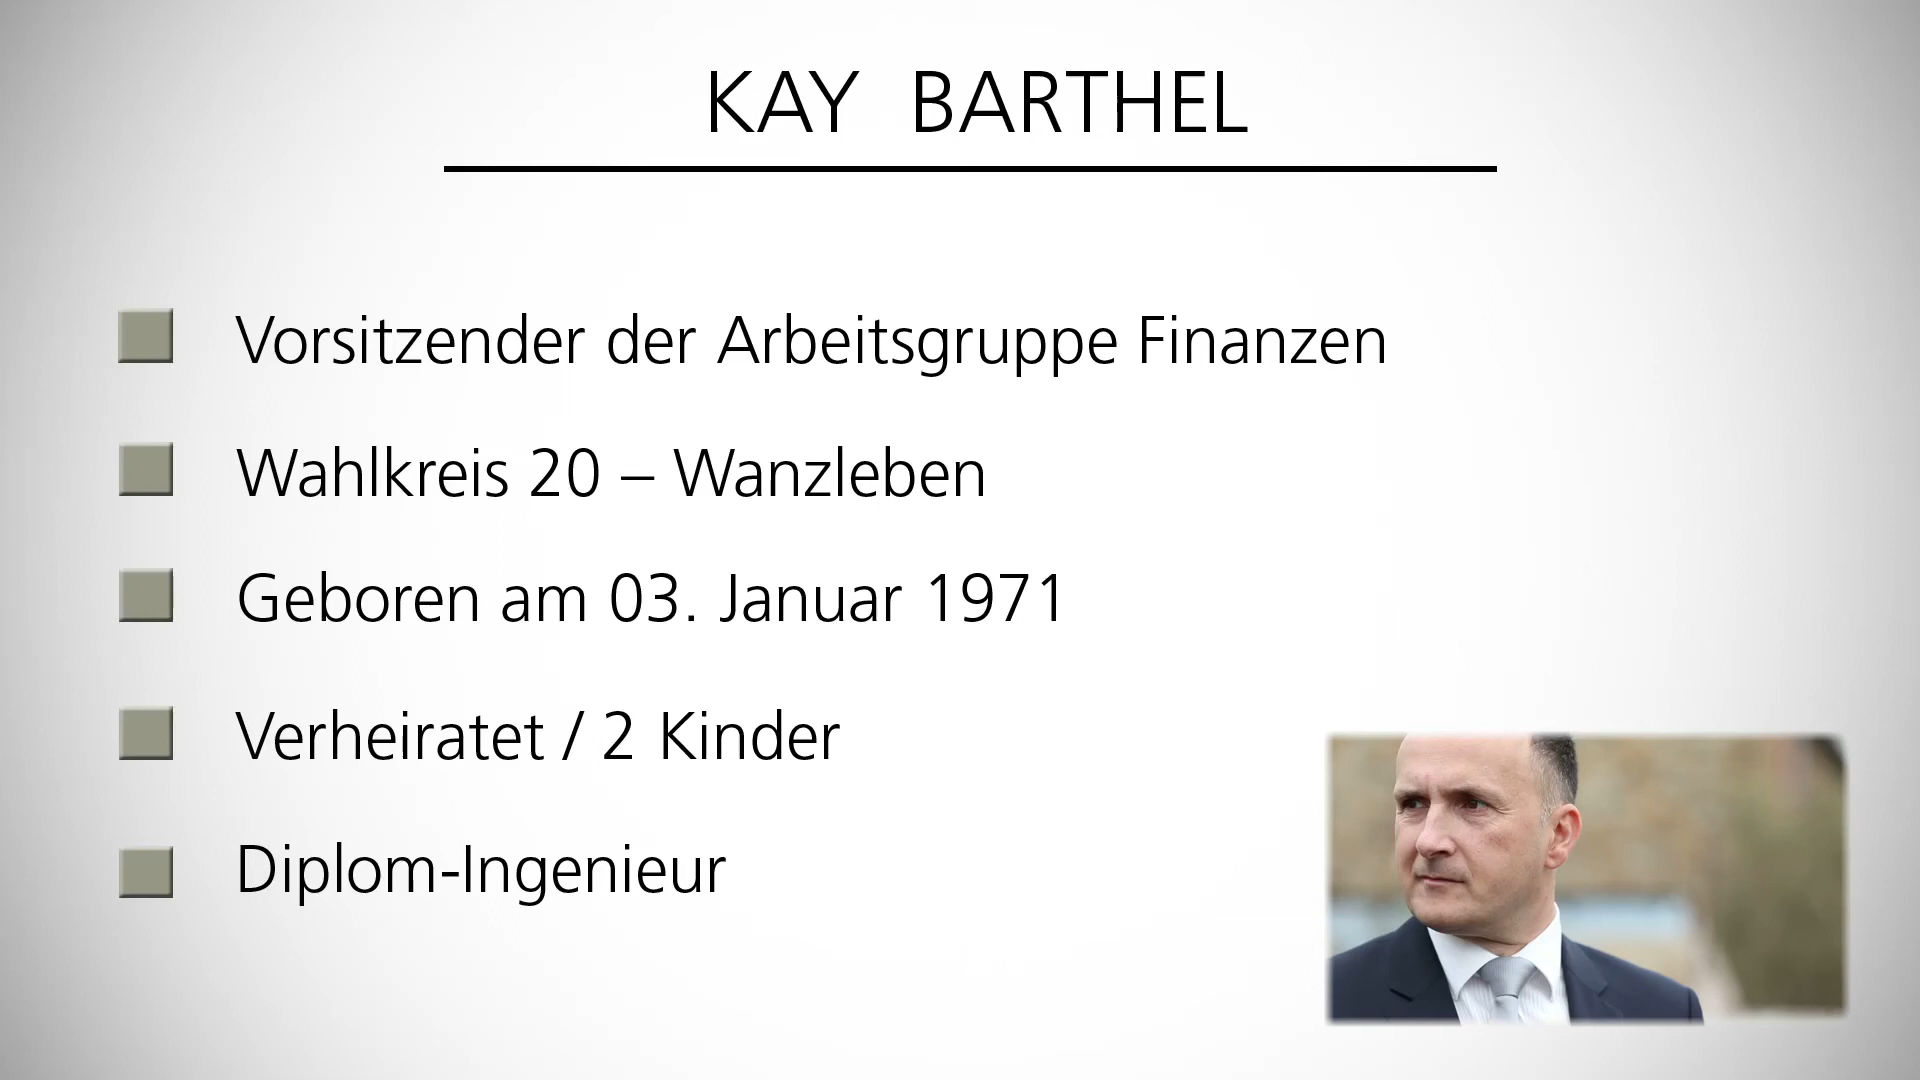 KAY BARTHEL
Vorsitzender der Arbeitsgruppe Finanzen
Wahlkreis 20 – Wanzleben
Geboren am 03. Januar 1971
Verheiratet / 2 Kinder
Diplom-Ingenieur